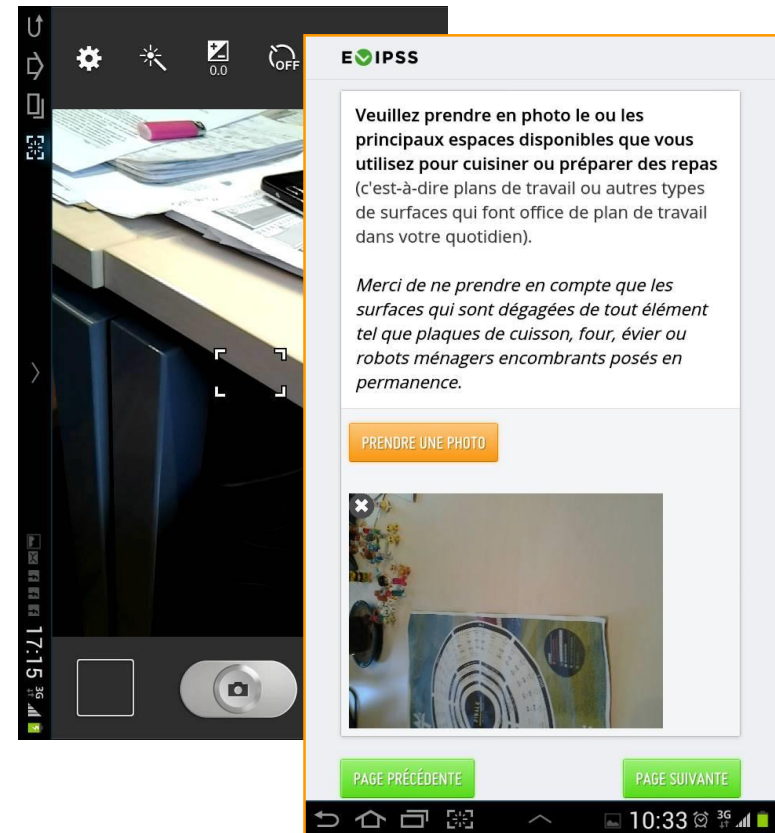 0.0
OFF
17:15
3G
E IPSS
Veuillez prendre en photo le ou les
principaux espaces disponibles que vous
utilisez pour cuisiner ou préparer des repas
(c'est-à-dire plans de travail ou autres types
de surfaces qui font office de plan de travail
dans votre quotidien).
Merci de ne prendre en compte que les
surfaces qui sont dégagées de tout élément
tel que plaques de cuisson, four, évier ou
robots ménagers encombrants posés en
permanence.
PRENDRE UNE PHOTO
FINALE
PAGE PRÉCÉDENTE
PAGE SUIVANTE
10:33
3G